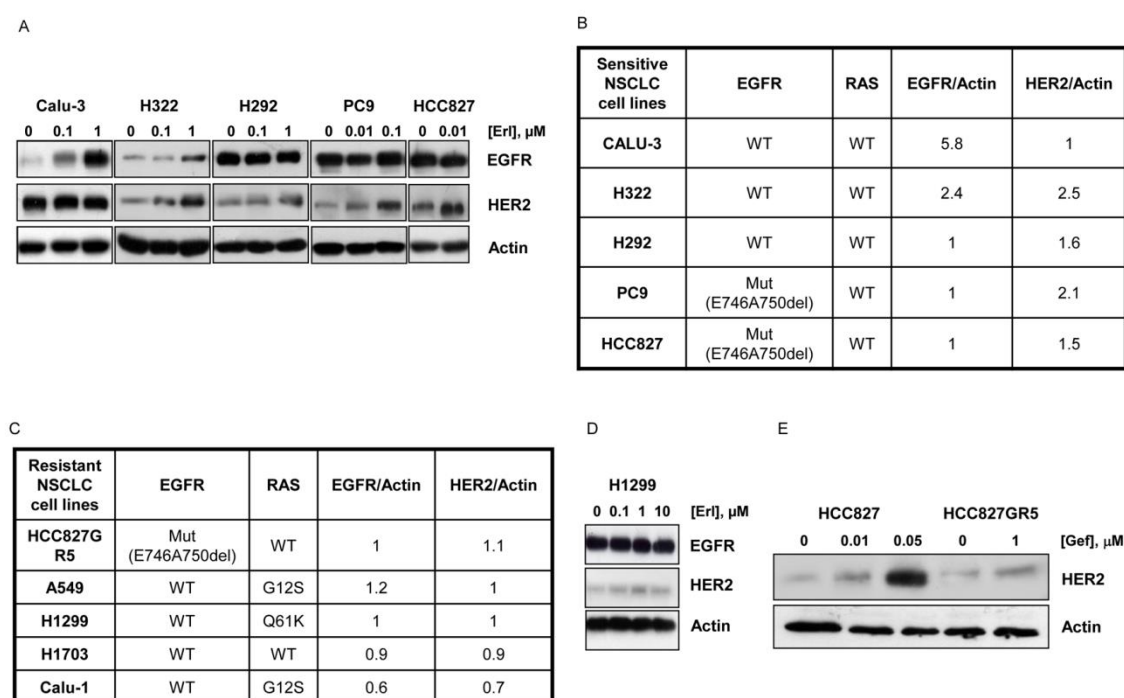 A
Calu-3 H322 H292 PC9 HCC827
0 0.1 1 0 0.1 1 0 0.1 1 0 0.01 0.1 0 0.01 [Erl], μM
EGFR
HER2
Actin
B
Sensitive NSCLC cell lines EGFR RAS EGFR/Actin HER2/Actin
CALU-3 WT WT 5.8 1
H322 WT WT 2.4 2.5
H292 WT WT 1 1.6
PC9 Mut (E746A750del) WT 1 2.1
HCC827 Mut (E746A750del) WT 1 1.5
C
Resistant NSCLC cell lines EGFR RAS EGFR/Actin HER2/Actin
HCC827G R5 Mut (E746A750del) WT 1 1.1
A549 WT G12S 1.2 1
H1299 WT Q61K 1 1
H1703 WT WT 0.9 0.9
Calu-1 WT G12S 0.6 0.7
D
H1299
0 0.1 1 10 [Erl], μM
EGFR
HER2
Actin
E
HCC827 HCC827GR5
0 0.01 0.05 0 1 [Gef], μM
HER2
Actin